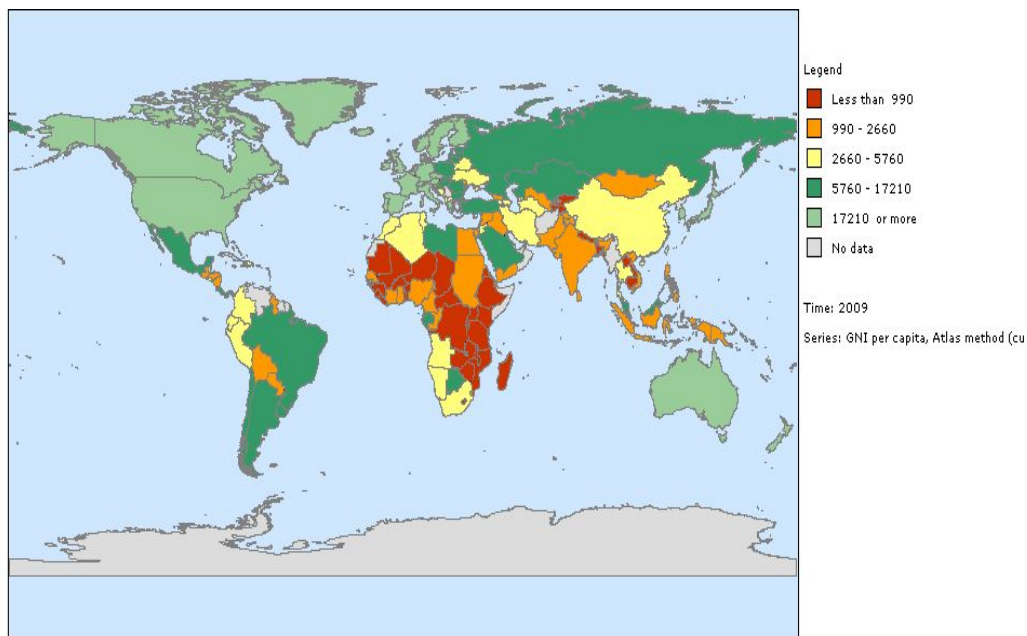 Legend
Less than 990
990 - 2660
2660 - 5760
5760 - 17210
17210 or more
No data
Time: 2009
Series: GNI per capita, Atlas method (cu